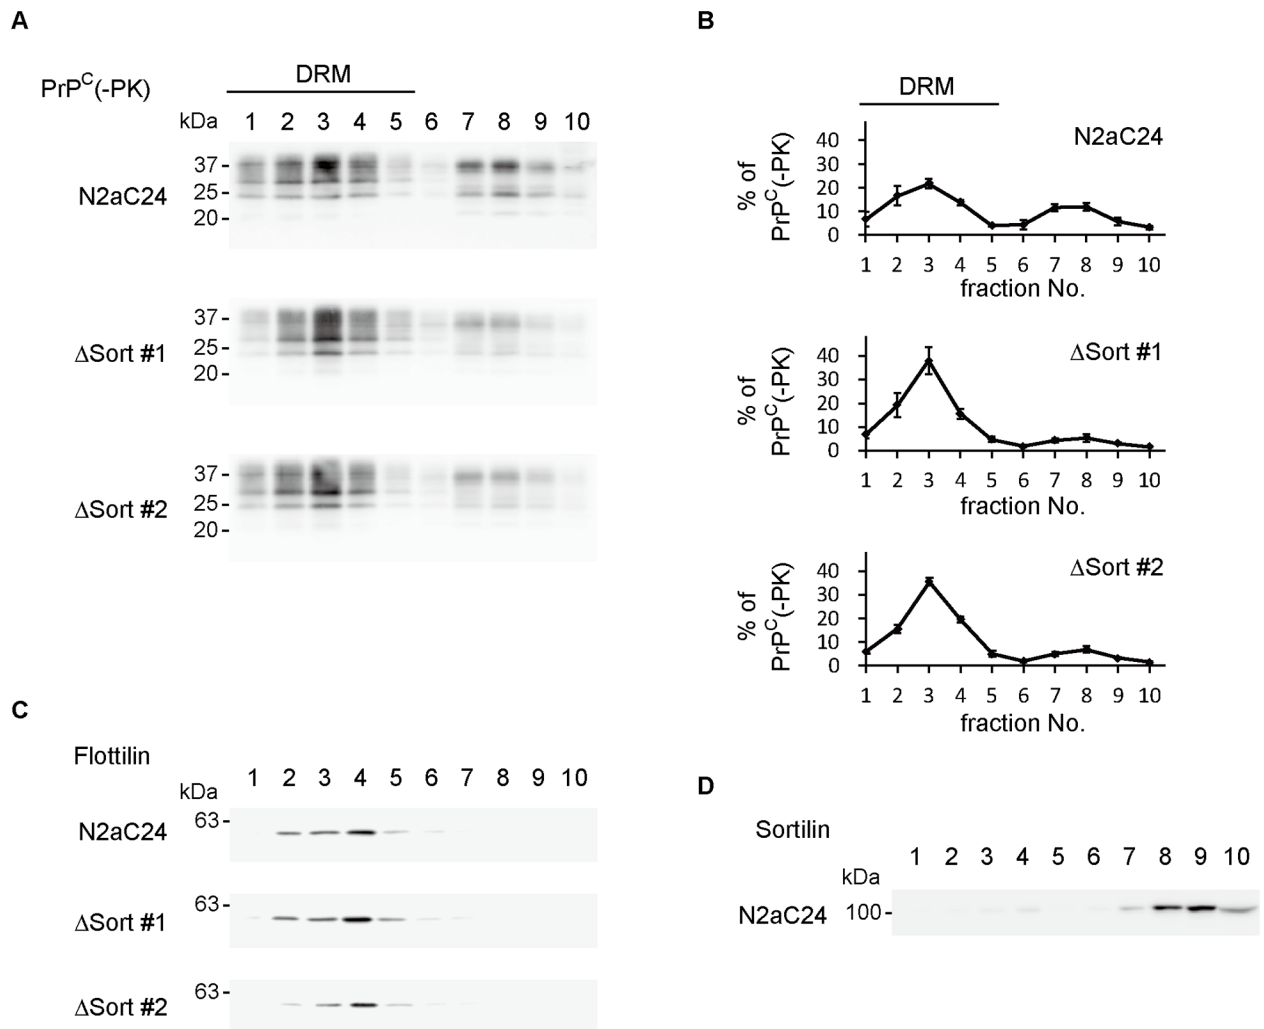 A
PrP^C(-PK)
DRM
kDa 1 2 3 4 5 6 7 8 9 10
N2aC24
37-
25-
20-
ΔSort #1
37-
25-
20-
ΔSort #2
37-
25-
20-
B
DRM
N2aC24
% of
PrP^C(-PK)
40
30
20
10
0
1 2 3 4 5 6 7 8 9 10
fraction No.
ΔSort #1
% of
PrP^C(-PK)
40
30
20
10
0
1 2 3 4 5 6 7 8 9 10
fraction No.
ΔSort #2
% of
PrP^C(-PK)
40
30
20
10
0
1 2 3 4 5 6 7 8 9 10
fraction No.
C
Flottilin
1 2 3 4 5 6 7 8 9 10
kDa
N2aC24 63-
ΔSort #1 63-
ΔSort #2 63-
D
Sortilin
1 2 3 4 5 6 7 8 9 10
kDa
N2aC24 100-